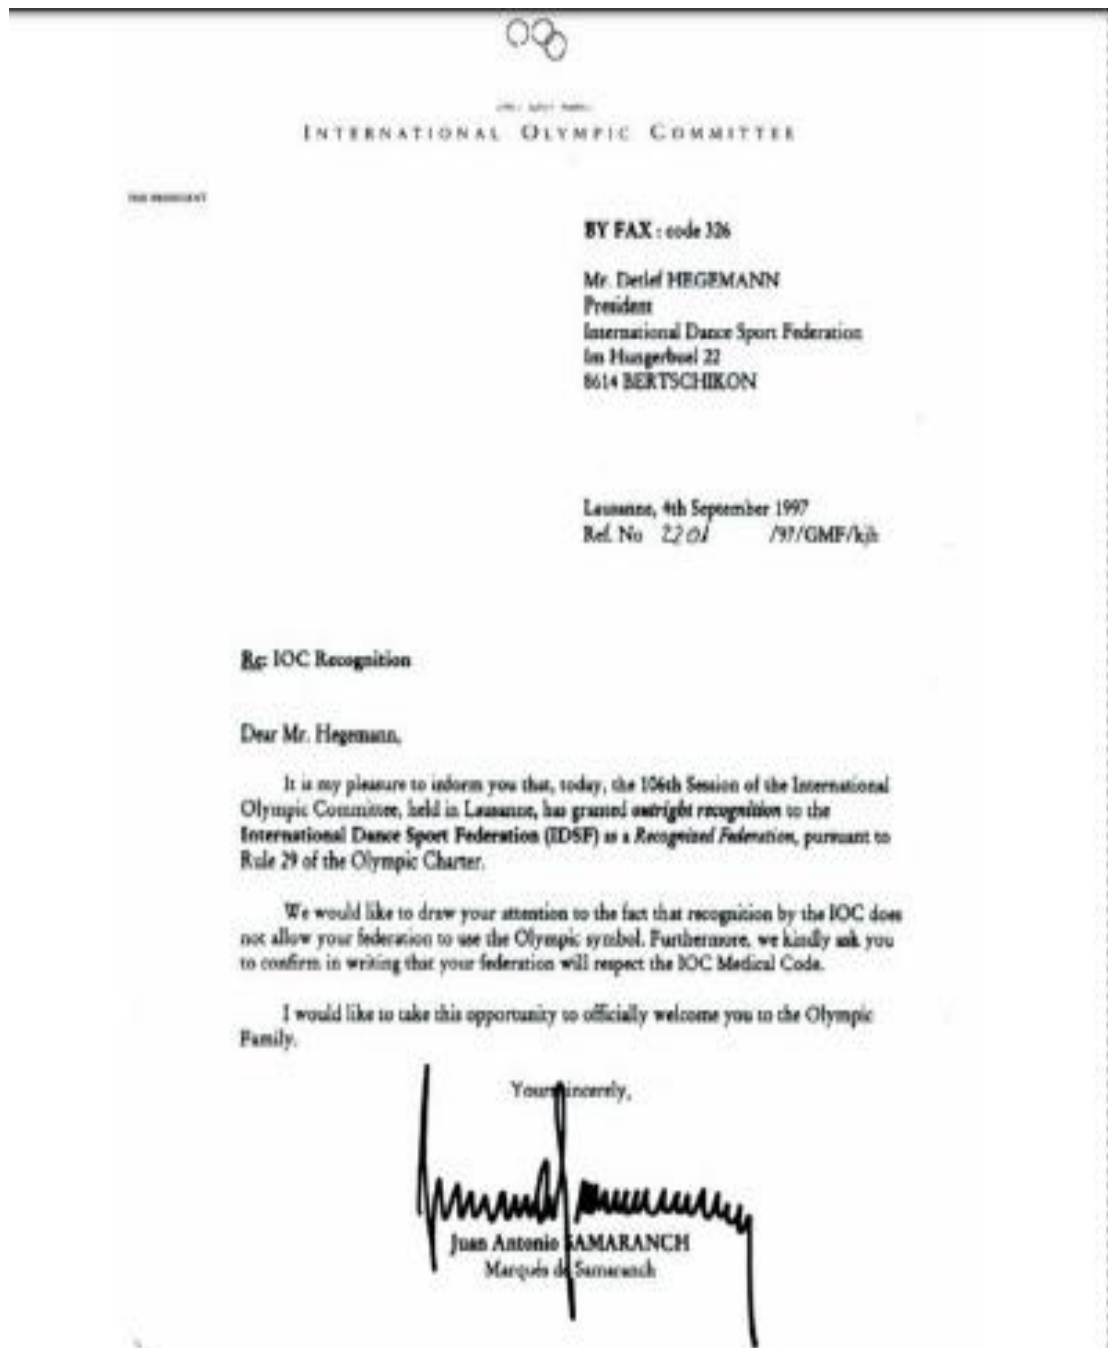 INTERNATIONAL OLYMPIC COMMITTEE
THE PRESIDENT
BY FAX : code 326
Mr. Detlef HEGEMANN
President
International Dance Sport Federation
Im Hungerbuel 22
8614 BERTSCHIKON
Lausanne, 4th September 1997
Ref. No 2201 /97/GMF/kjh
Re: IOC Recognition
Dear Mr. Hegemann,
It is my pleasure to inform you that, today, the 106th Session of the International
Olympic Committee, held in Lausanne, has granted outright recognition to the
International Dance Sport Federation (IDSF) as a Recognized Federation, pursuant to
Rule 29 of the Olympic Charter.
We would like to draw your attention to the fact that recognition by the IOC does
not allow your federation to use the Olympic symbol. Furthermore, we kindly ask you
to confirm in writing that your federation will respect the IOC Medical Code.
I would like to take this opportunity to officially welcome you to the Olympic
Family.
Yours sincerely,
Juan Antonio SAMARANCH
Marqués de Samaranch